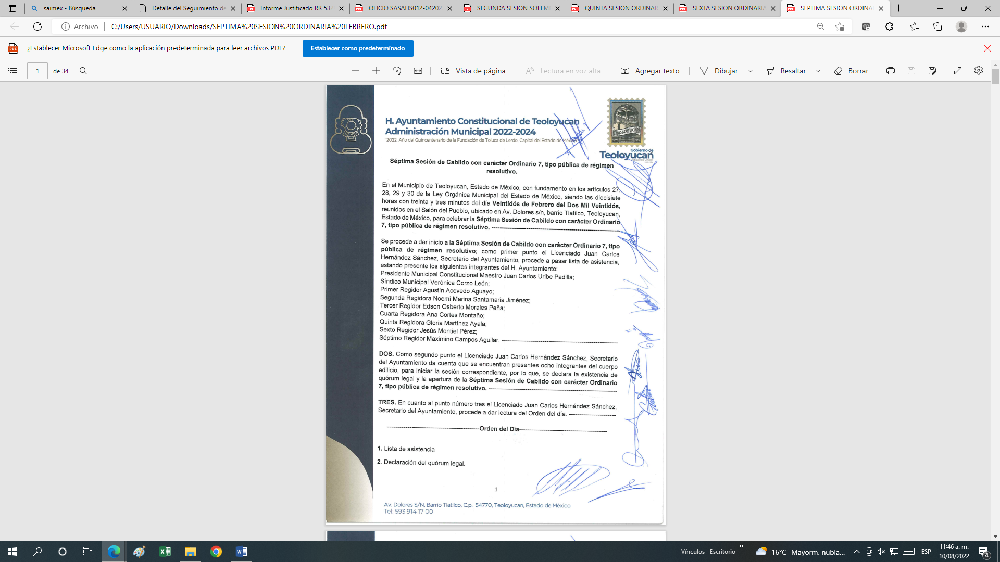 saimex - Búsqueda
Detalle del Seguimiento de
Informe Justificado RR 532
OFICIO SASAHS012-04202
SEGUNDA SESION SOLEM
QUINTA SESION ORDINAR
SEXTA SESION ORDINARIA
SEPTIMA SESION ORDINA
Archivo
C:/Users/USUARIO/Downloads/SEPTIMA%20SESION%20ORDINARIA%20FEBRERO.pdf
¿Establecer Microsoft Edge como la aplicación predeterminada para leer archivos PDF?
Establecer como predeterminado
1 de 34
Vista de página
Lectura en voz alta
Agregar texto
Dibujar
Resaltar
Borrar
H. Ayuntamiento Constitucional de Teoloyucan
Administración Municipal 2022-2024
"2022. Año del Quincentenario de la Fundación de Toluca de Lerdo, Capital del Estado de México"
TEOLOYUCAN
Gobierno de
Teoloyucan
Séptima Sesión de Cabildo con carácter Ordinario 7, tipo pública de régimen
resolutivo.
En el Municipio de Teoloyucan, Estado de México, con fundamento en los artículos 27,
28, 29 y 30 de la Ley Orgánica Municipal del Estado de México, siendo las diecisiete
horas con treinta y tres minutos del día Veintidós de Febrero del Dos Mil Veintidós,
reunidos en el Salón del Pueblo, ubicado en Av. Dolores s/n, barrio Tlatilco, Teoloyucan,
Estado de México, para celebrar la Séptima Sesión de Cabildo con carácter Ordinario
7, tipo pública de régimen resolutivo. ---------------------------------------------------------------
Se procede a dar inicio a la Séptima Sesión de Cabildo con carácter Ordinario 7, tipo
pública de régimen resolutivo; como primer punto el Licenciado Juan Carlos
Hernández Sánchez, Secretario del Ayuntamiento, procede a pasar lista de asistencia,
estando presente los siguientes integrantes del H. Ayuntamiento:
Presidente Municipal Constitucional Maestro Juan Carlos Uribe Padilla;
Síndico Municipal Verónica Corzo León;
Primer Regidor Agustín Acevedo Aguayo;
Segunda Regidora Noemi Marina Santamaria Jiménez;
Tercer Regidor Edson Osberto Morales Peña;
Cuarta Regidora Ana Cortes Montaño;
Quinta Regidora Gloria Martínez Ayala;
Sexto Regidor Jesús Montiel Pérez;
Séptimo Regidor Maximino Campos Aguilar. ---------------------------------------------------------
DOS. Como segundo punto el Licenciado Juan Carlos Hernández Sánchez, Secretario
del Ayuntamiento da cuenta que se encuentran presentes ocho integrantes del cuerpo
edilicio, para iniciar la sesión correspondiente, por lo que, se declara la existencia de
quórum legal y la apertura de la Séptima Sesión de Cabildo con carácter Ordinario
7, tipo pública de régimen resolutivo. ---------------------------------------------------------------
TRES. En cuanto al punto número tres el Licenciado Juan Carlos Hernández Sánchez,
Secretario del Ayuntamiento, procede a dar lectura del Orden del día. -----------------------
---------------------------------------------Orden del Día-------------------------------------------
1. Lista de asistencia
2. Declaración del quórum legal.
1
Av. Dolores S/N, Barrio Tlatilco, C.p. 54770, Teoloyucan, Estado de México
Tel: 593 914 17 00
Vínculos
Escritorio
16°C Mayorm. nubla...
ESP
11:46 a. m.
10/08/2022
4